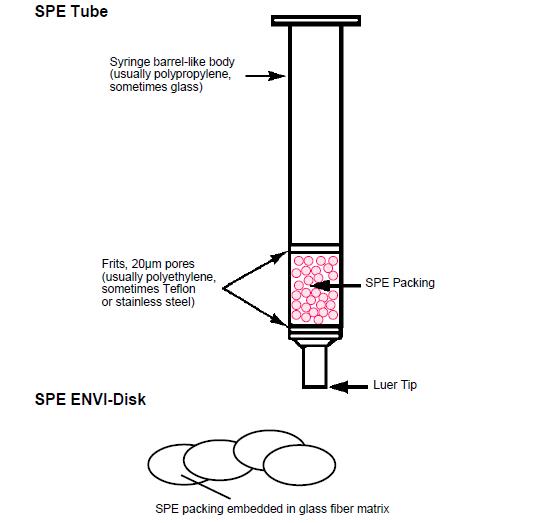 SPE Tube
Syringe barrel-like body
(usually polypropylene,
sometimes glass)
Frits, 20µm pores
(usually polyethylene,
sometimes Teflon
or stainless steel)
SPE Packing
Luer Tip
SPE ENVI-Disk
SPE packing embedded in glass fiber matrix